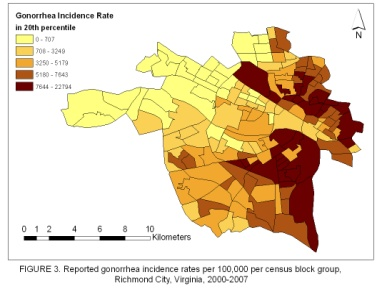 Gonorrhea Incidence Rate
in 20th percentile
0 - 707
708 - 3249
3250 - 5179
5180 - 7643
7644 - 22794
N
0 1 2 4 6 8 10
Kilometers
FIGURE 3. Reported gonorrhea incidence rates per 100,000 per census block group,
Richmond City, Virginia, 2000-2007